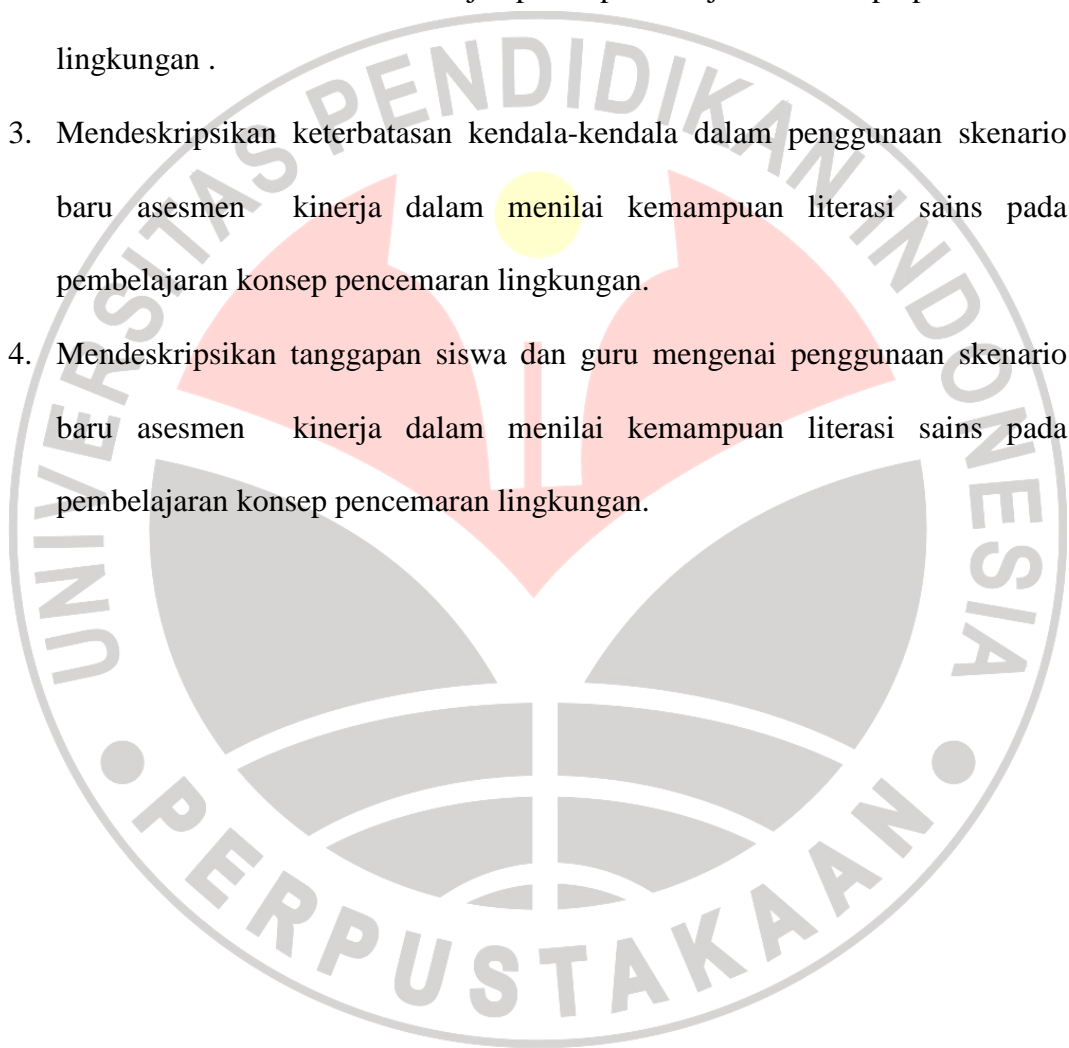 lingkungan .
3. Mendeskripsikan keterbatasan kendala-kendala dalam penggunaan skenario
baru asesmen kinerja dalam menilai kemampuan literasi sains pada
pembelajaran konsep pencemaran lingkungan.
4. Mendeskripsikan tanggapan siswa dan guru mengenai penggunaan skenario
baru asesmen kinerja dalam menilai kemampuan literasi sains pada
pembelajaran konsep pencemaran lingkungan.
UNIVERSITAS PENDIDIKAN INDONESIA
PERPUSTAKAAN